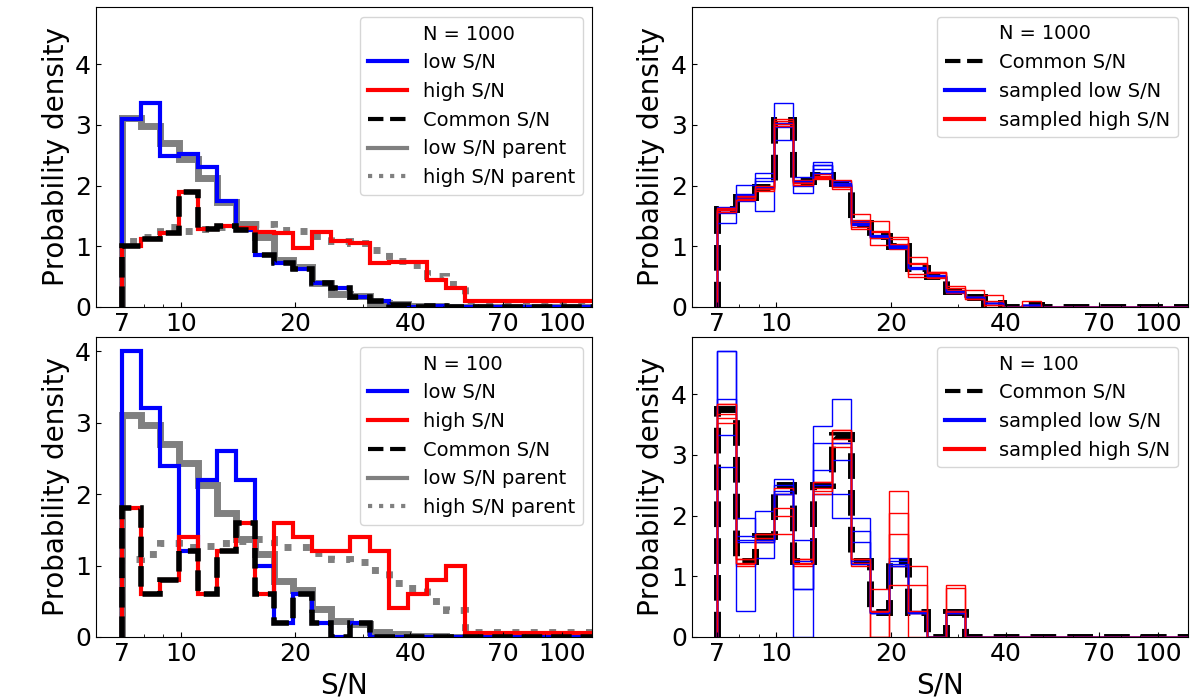 Probability density
4
3
2
1
0
7 10 20 40 70 100
N = 1000
low S/N
high S/N
Common S/N
low S/N parent
high S/N parent
Probability density
4
3
2
1
0
7 10 20 40 70 100
N = 1000
Common S/N
sampled low S/N
sampled high S/N
Probability density
4
3
2
1
0
7 10 20 40 70 100
S/N
N = 100
low S/N
high S/N
Common S/N
low S/N parent
high S/N parent
Probability density
4
3
2
1
0
7 10 20 40 70 100
S/N
N = 100
Common S/N
sampled low S/N
sampled high S/N